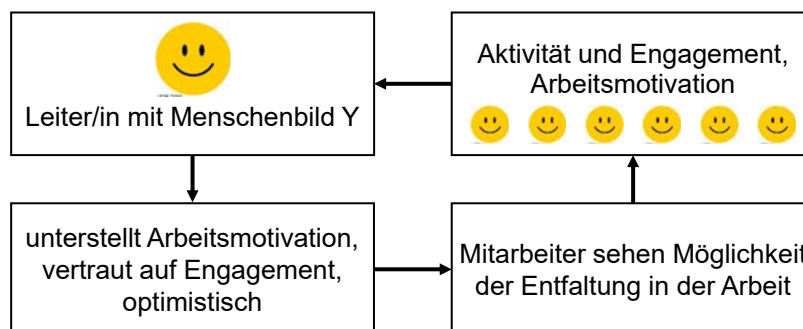 Leiter/in mit Menschenbild Y
Aktivität und Engagement,
Arbeitsmotivation
unterstellt Arbeitsmotivation,
vertraut auf Engagement,
optimistisch
Mitarbeiter sehen Möglichkeit
der Entfaltung in der Arbeit